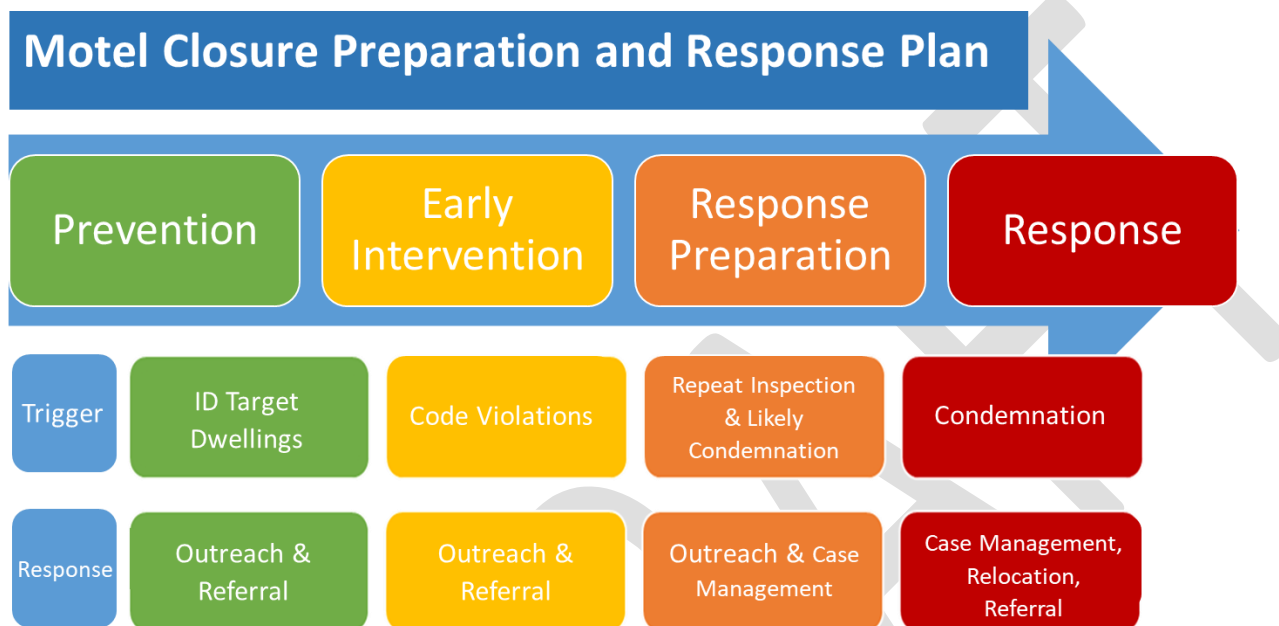 Motel Closure Preparation and Response Plan
Prevention
Early
Intervention
Response
Preparation
Response
Trigger
ID Target
Dwellings
Code Violations
Repeat Inspection
& Likely
Condemnation
Condemnation
Response
Outreach &
Referral
Outreach &
Referral
Outreach & Case
Management
Case Management,
Relocation,
Referral